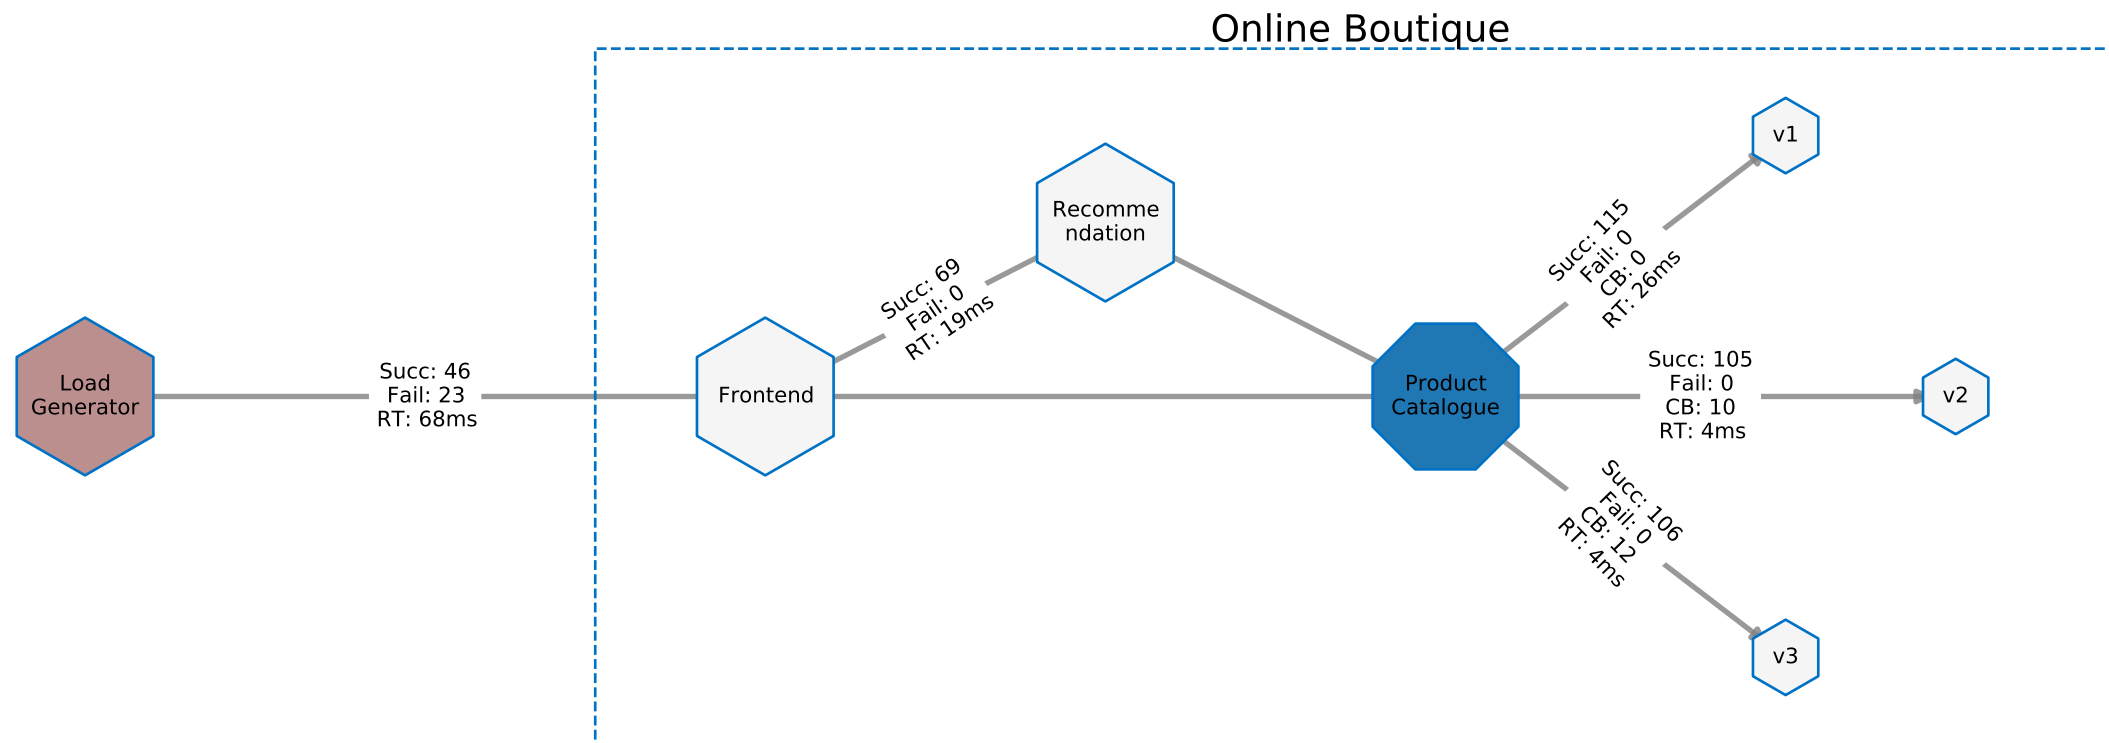 Online Boutique
Load
Generator
Succ: 46
Fail: 23
RT: 68ms
Frontend
Succ: 69
Fail: 0
RT: 19ms
Recomme
ndation
Product
Catalogue
Succ: 115
Fail: 0
CB: 0
RT: 26ms
v1
Succ: 105
Fail: 0
CB: 10
RT: 4ms
v2
Succ: 106
Fail: 0
CB: 12
RT: 4ms
v3